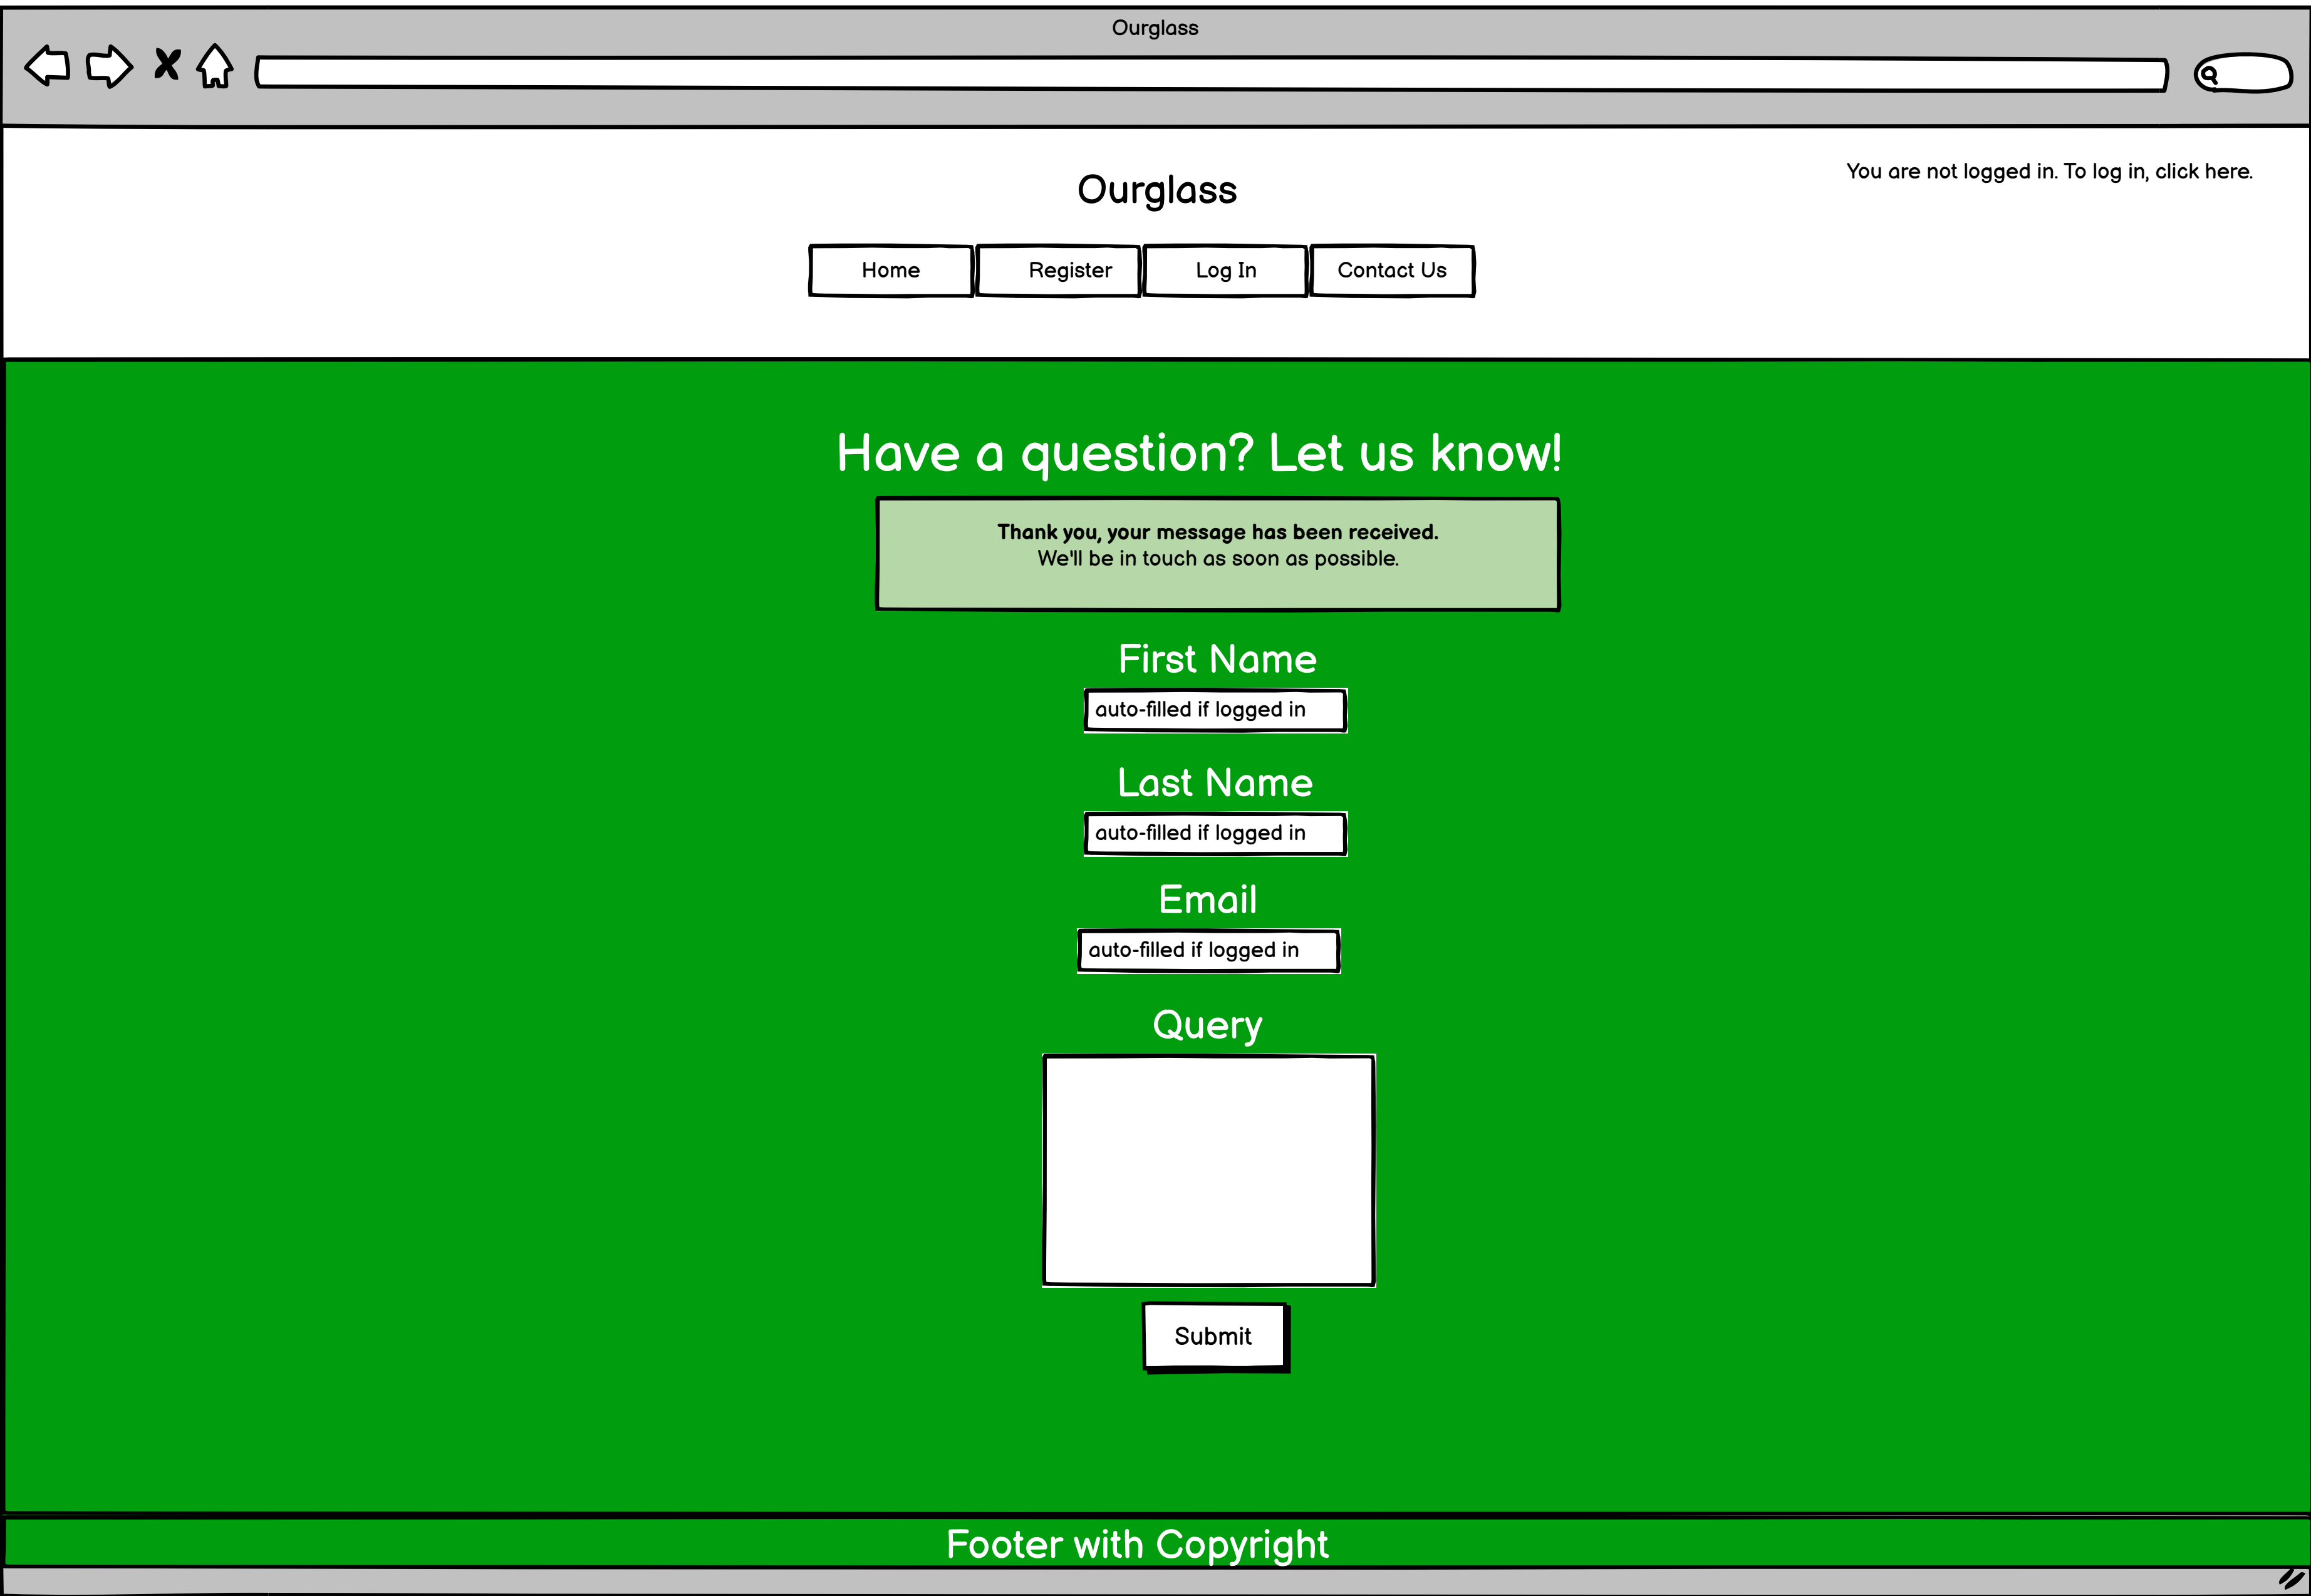 Ourglass
You are not logged in. To log in, click here.
Ourglass
Home
Register
Log In
Contact Us
Have a question? Let us know!
Thank you, your message has been received.
We'll be in touch as soon as possible.
First Name
auto-filled if logged in
Last Name
auto-filled if logged in
Email
auto-filled if logged in
Query
Submit
Footer with Copyright